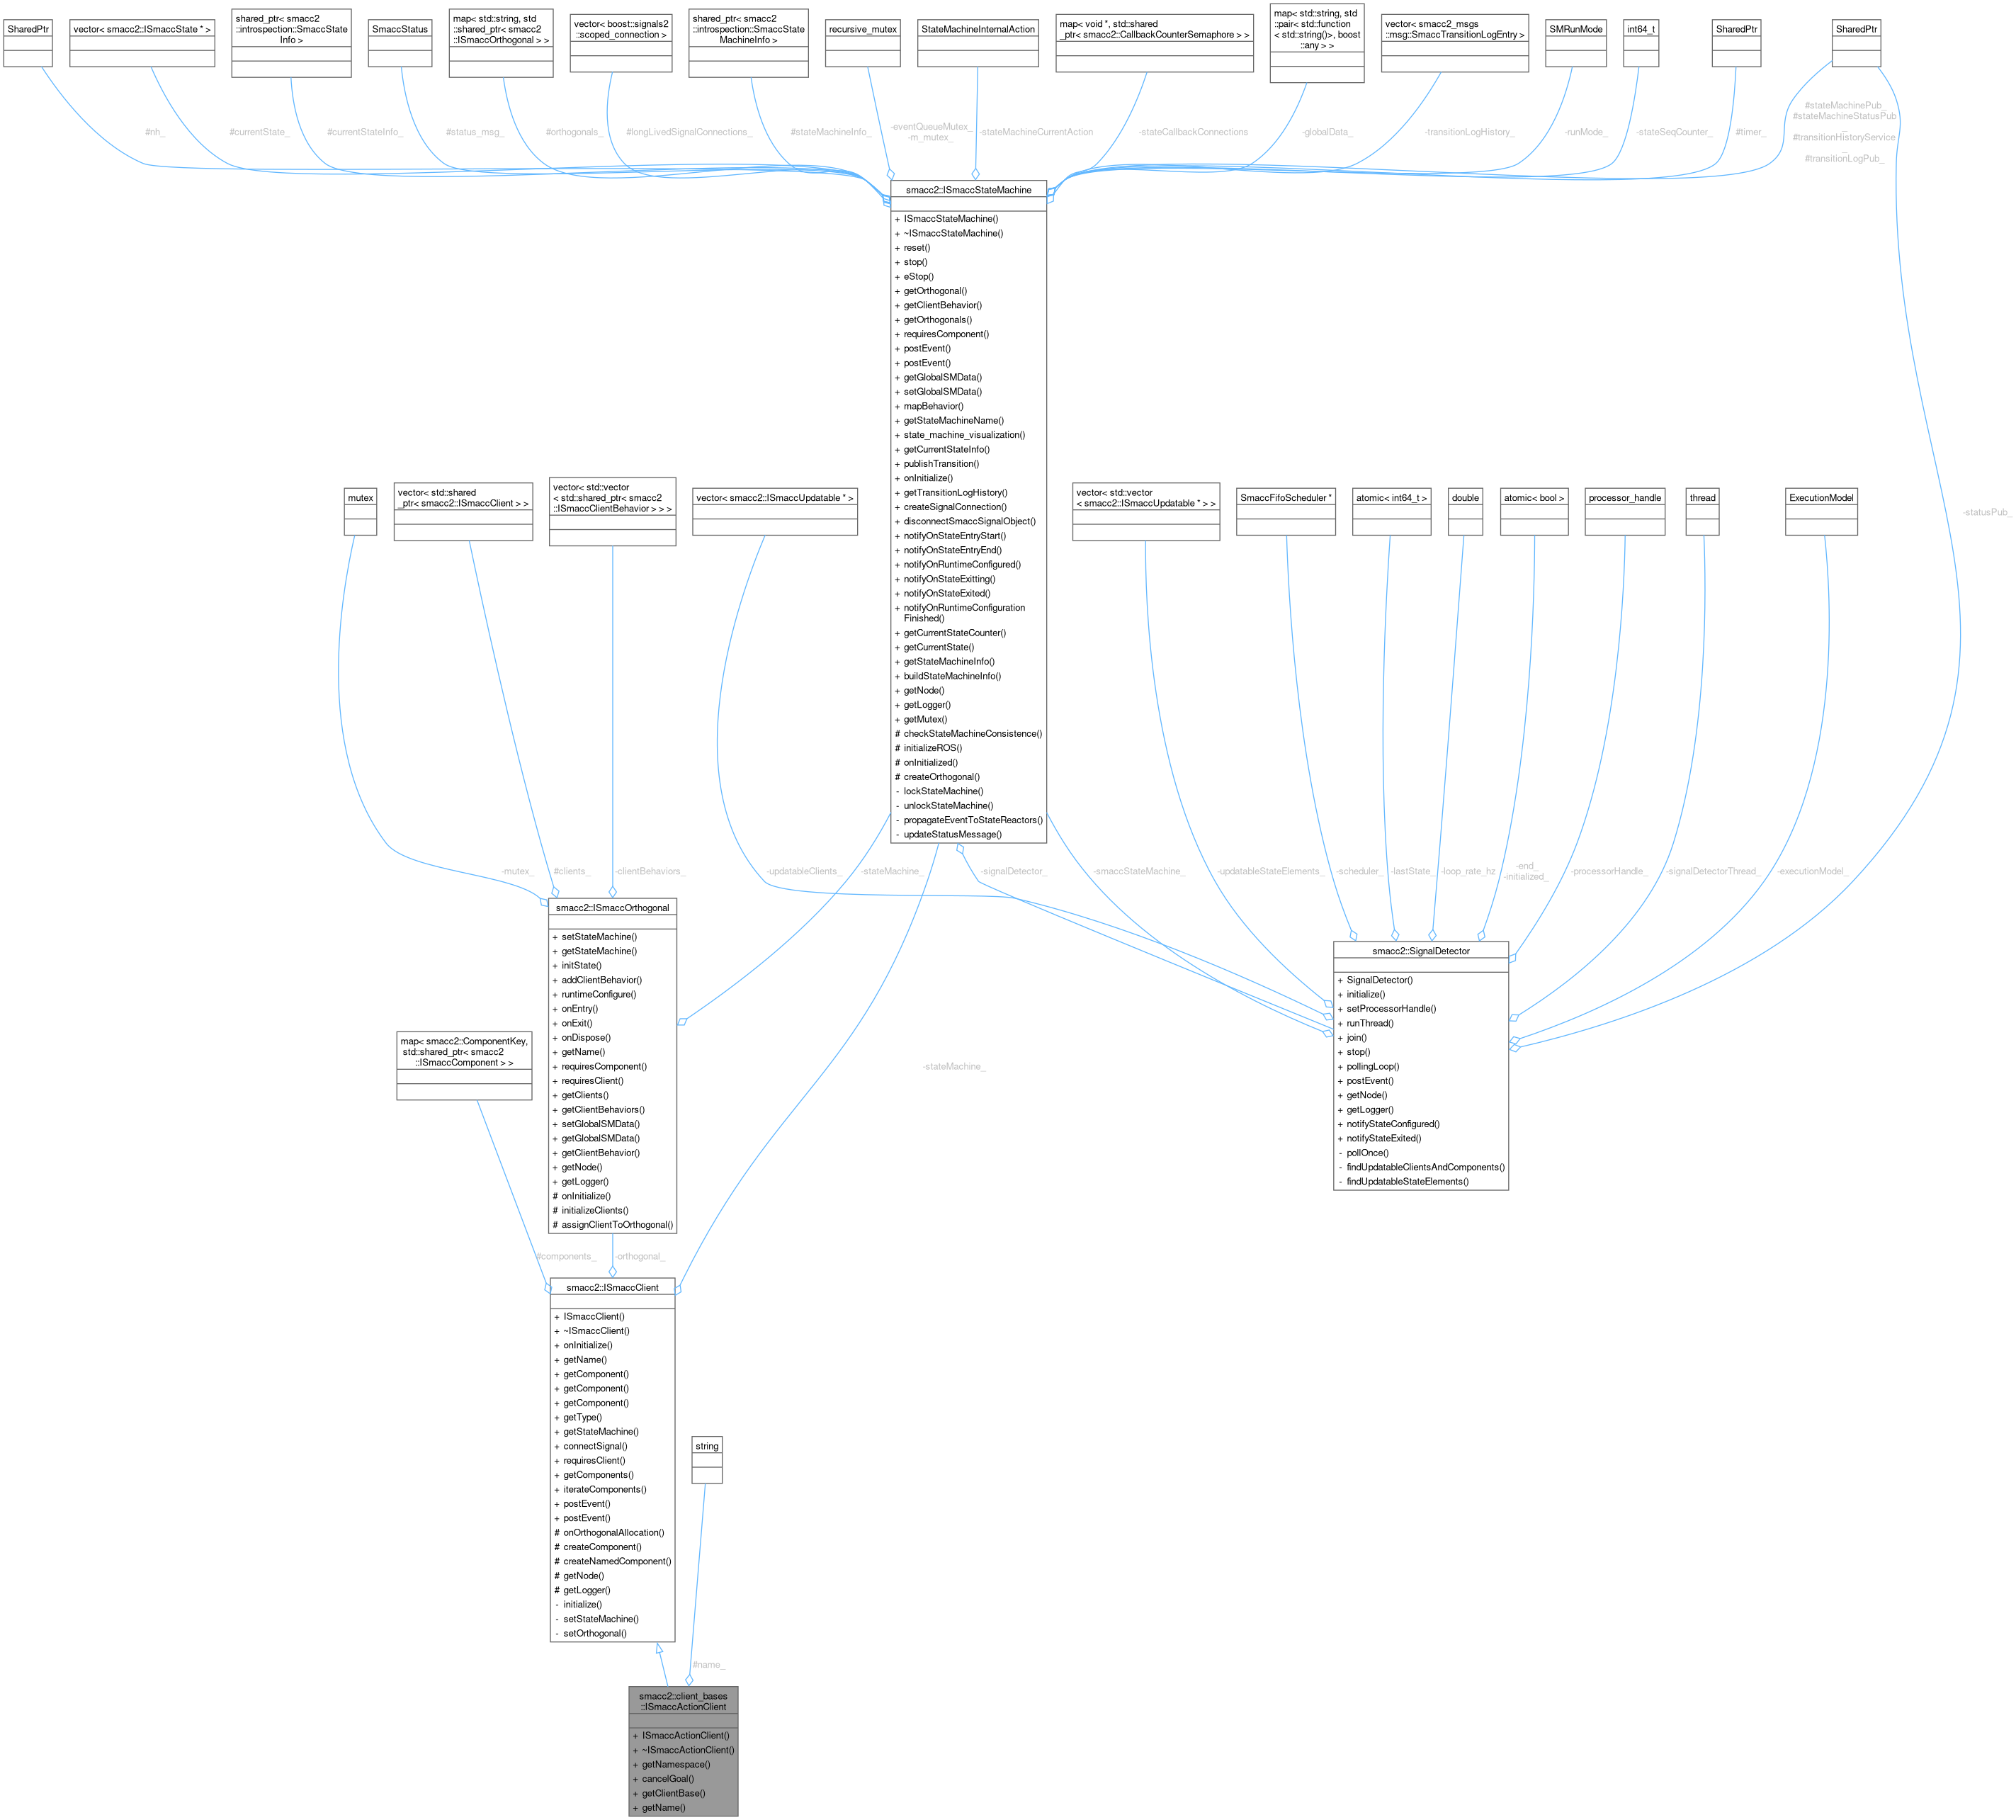 SharedPtr
vector< smacc2::ISmaccState * >
shared_ptr< smacc2
::introspection::SmaccState
Info >
SmaccStatus
map< std::string, std
::shared_ptr< smacc2
::ISmaccOrthogonal > >
vector< boost::signals2
::scoped_connection >
shared_ptr< smacc2
::introspection::SmaccState
MachineInfo >
recursive_mutex
StateMachineInternalAction
map< void *, std::shared
_ptr< smacc2::CallbackCounterSemaphore > >
map< std::string, std
::pair< std::function
< std::string()>, boost
::any > >
vector< smacc2_msgs
::msg::SmaccTransitionLogEntry >
SMRunMode
int64_t
SharedPtr
SharedPtr
#nh_
#currentState_
#currentStateInfo_
#status_msg_
#orthogonals_
#longLivedSignalConnections_
#stateMachineInfo_
-eventQueueMutex_
-m_mutex_
-stateMachineCurrentAction
-stateCallbackConnections
-globalData_
-transitionLogHistory_
-runMode_
-stateSeqCounter_
#timer_
#stateMachinePub_
#stateMachineStatusPub
_
#transitionHistoryService
_
#transitionLogPub_
smacc2::ISmaccStateMachine
+ ISmaccStateMachine()
+ ~ISmaccStateMachine()
+ reset()
+ stop()
+ eStop()
+ getOrthogonal()
+ getClientBehavior()
+ getOrthogonals()
+ requiresComponent()
+ postEvent()
+ postEvent()
+ getGlobalSMData()
+ setGlobalSMData()
+ mapBehavior()
+ getStateMachineName()
+ state_machine_visualization()
+ getCurrentStateInfo()
+ publishTransition()
+ onInitialize()
+ getTransitionLogHistory()
+ createSignalConnection()
+ disconnectSmaccSignalObject()
+ notifyOnStateEntryStart()
+ notifyOnStateEntryEnd()
+ notifyOnRuntimeConfigured()
+ notifyOnStateExitting()
+ notifyOnStateExited()
+ notifyOnRuntimeConfiguration
Finished()
+ getCurrentStateCounter()
+ getCurrentState()
+ getStateMachineInfo()
+ buildStateMachineInfo()
+ getNode()
+ getLogger()
+ getMutex()
# checkStateMachineConsistence()
# initializeROS()
# onInitialized()
# createOrthogonal()
- lockStateMachine()
- unlockStateMachine()
- propagateEventToStateReactors()
- updateStatusMessage()
mutex
vector< std::shared
_ptr< smacc2::ISmaccClient > >
vector< std::vector
< std::shared_ptr< smacc2
::ISmaccClientBehavior > > >
vector< smacc2::ISmaccUpdatable * >
vector< std::vector
< smacc2::ISmaccUpdatable * > >
SmaccFifoScheduler *
atomic< int64_t >
double
atomic< bool >
processor_handle
thread
ExecutionModel
-statusPub_
-mutex_
#clients_
-clientBehaviors_
-updatableClients_
-stateMachine_
-signalDetector_
-smaccStateMachine_
-updatableStateElements_
-scheduler_
-lastState_
-loop_rate_hz
-end_
-initialized_
-processorHandle_
-signalDetectorThread_
-executionModel_
smacc2::ISmaccOrthogonal
+ setStateMachine()
+ getStateMachine()
+ initState()
+ addClientBehavior()
+ runtimeConfigure()
+ onEntry()
+ onExit()
+ onDispose()
+ getName()
+ requiresComponent()
+ requiresClient()
+ getClients()
+ getClientBehaviors()
+ setGlobalSMData()
+ getGlobalSMData()
+ getClientBehavior()
+ getNode()
+ getLogger()
# onInitialize()
# initializeClients()
# assignClientToOrthogonal()
smacc2::SignalDetector
+ SignalDetector()
+ initialize()
+ setProcessorHandle()
+ runThread()
+ join()
+ stop()
+ pollingLoop()
+ postEvent()
+ getNode()
+ getLogger()
+ notifyStateConfigured()
+ notifyStateExited()
- pollOnce()
- findUpdatableClientsAndComponents()
- findUpdatableStateElements()
map< smacc2::ComponentKey,
std::shared_ptr< smacc2
::ISmaccComponent > >
-stateMachine_
#components_
-orthogonal_
smacc2::ISmaccClient
+ ISmaccClient()
+ ~ISmaccClient()
+ onInitialize()
+ getName()
+ getComponent()
+ getComponent()
+ getComponent()
+ getType()
+ getStateMachine()
+ connectSignal()
+ requiresClient()
+ getComponents()
+ iterateComponents()
+ postEvent()
+ postEvent()
# onOrthogonalAllocation()
# createComponent()
# createNamedComponent()
# getNode()
# getLogger()
- initialize()
- setStateMachine()
- setOrthogonal()
string
#name_
smacc2::client_bases
::ISmaccActionClient
+ ISmaccActionClient()
+ ~ISmaccActionClient()
+ getNamespace()
+ cancelGoal()
+ getClientBase()
+ getName()